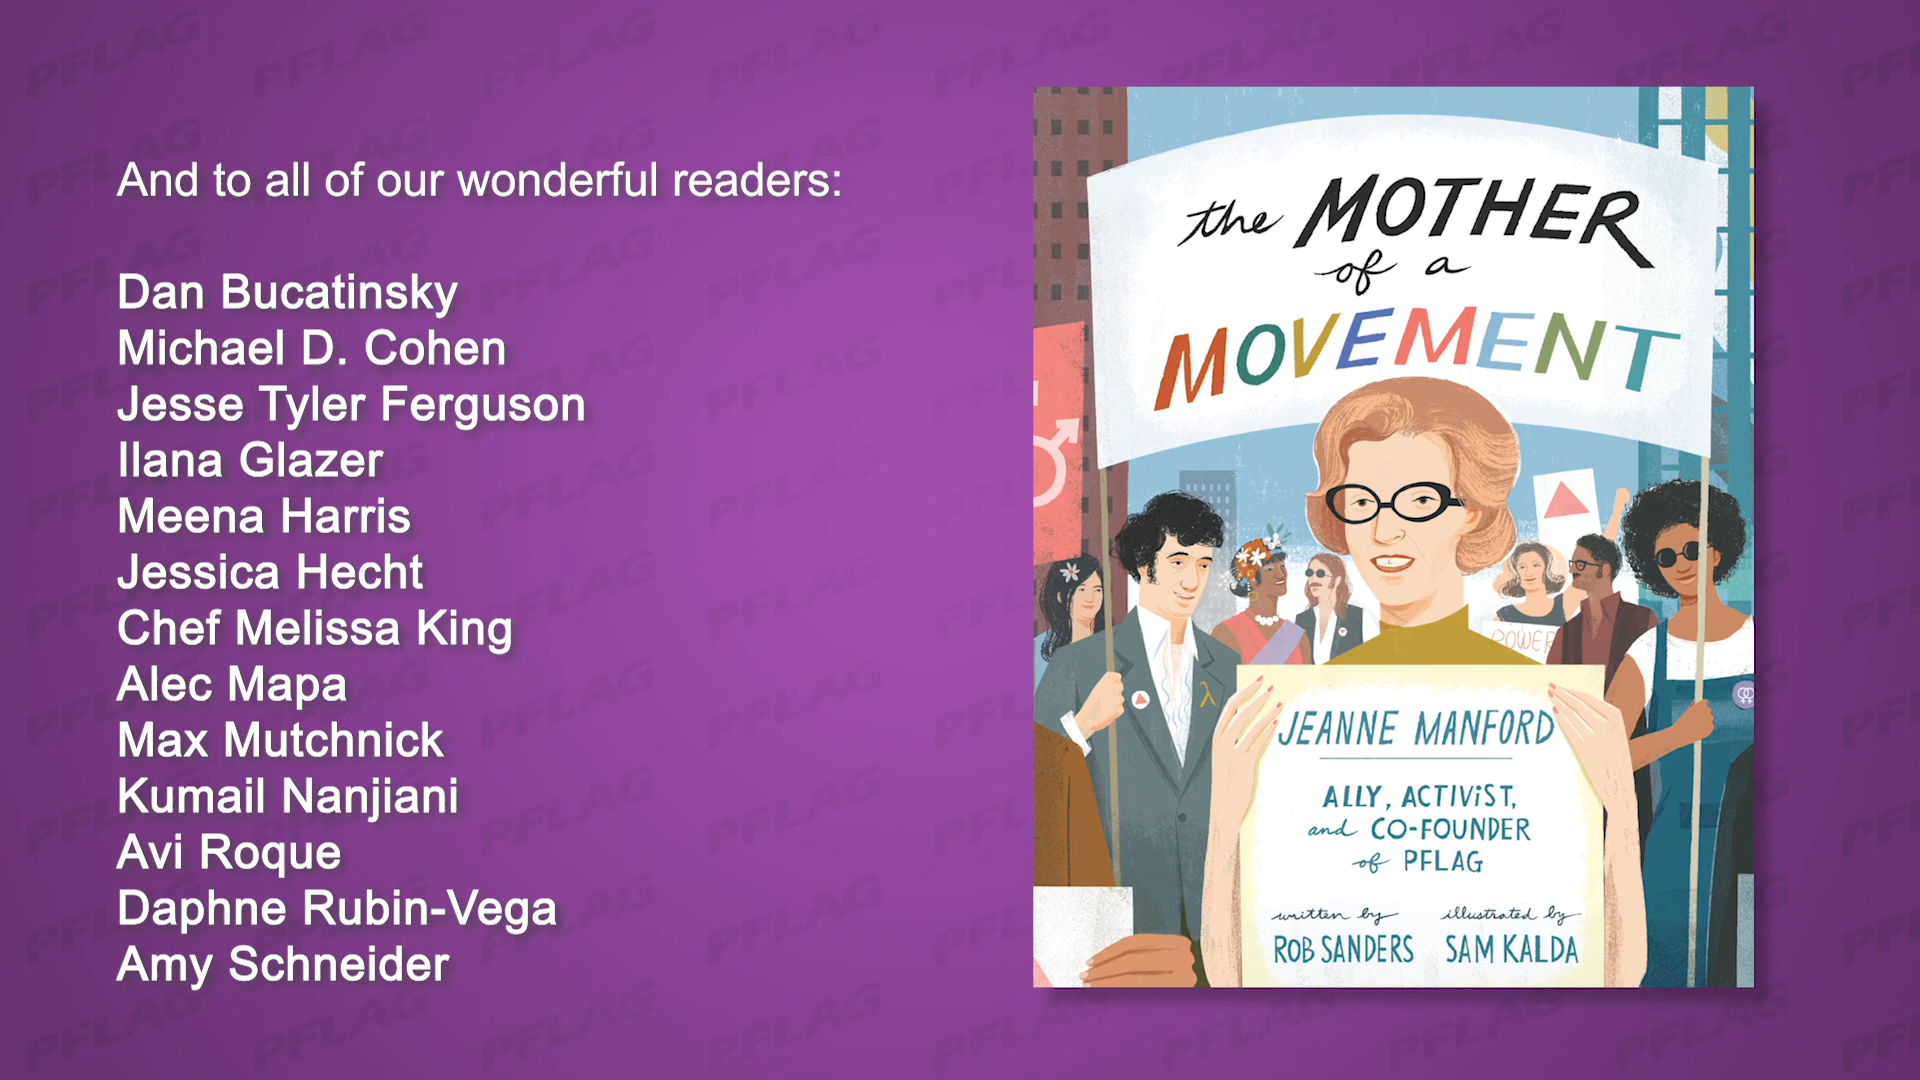 And to all of our wonderful readers:
Dan Bucatinsky
Michael D. Cohen
Jesse Tyler Ferguson
Ilana Glazer
Meena Harris
Jessica Hecht
Chef Melissa King
Alec Mapa
Max Mutchnick
Kumail Nanjiani
Avi Roque
Daphne Rubin-Vega
Amy Schneider
the MOTHER
of a
MOVEMENT
POWER
JEANNE MANFORD
ALLY, ACTIViST,
and CO-FOUNDER
of PFLAG
written by illustrated by
ROB SANDERS SAM KALDA
λ
PFLAG